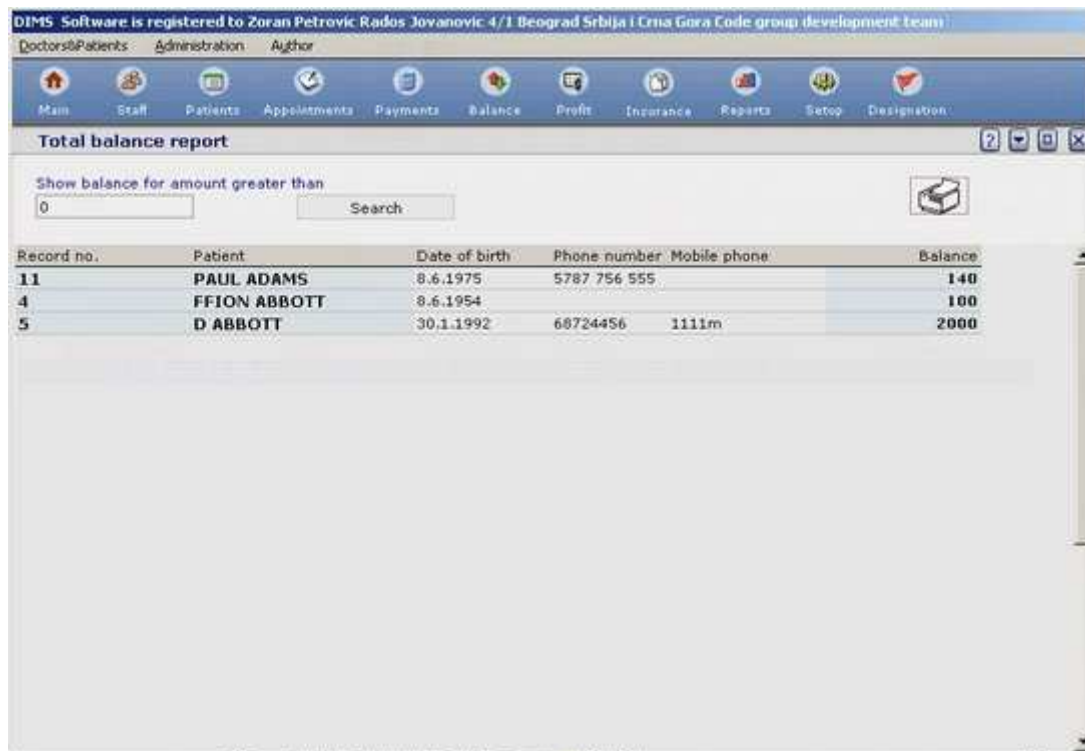 DIMS Software is registered to Zoran Petrovic Rados Jovanovic 4/1 Beograd Srbija i Crna Gora Code group development team
Doctors&Patients Administration Author
Main Staff Patients Appointments Payments Balance Profit Insurance Reports Setup Designation
Total balance report
Show balance for amount greater than
0 Search
Record no. Patient Date of birth Phone number Mobile phone Balance
11 PAUL ADAMS 8.6.1975 5787 756 555 140
4 FFION ABBOTT 8.6.1954 100
5 D ABBOTT 30.1.1992 68724456 1111m 2000